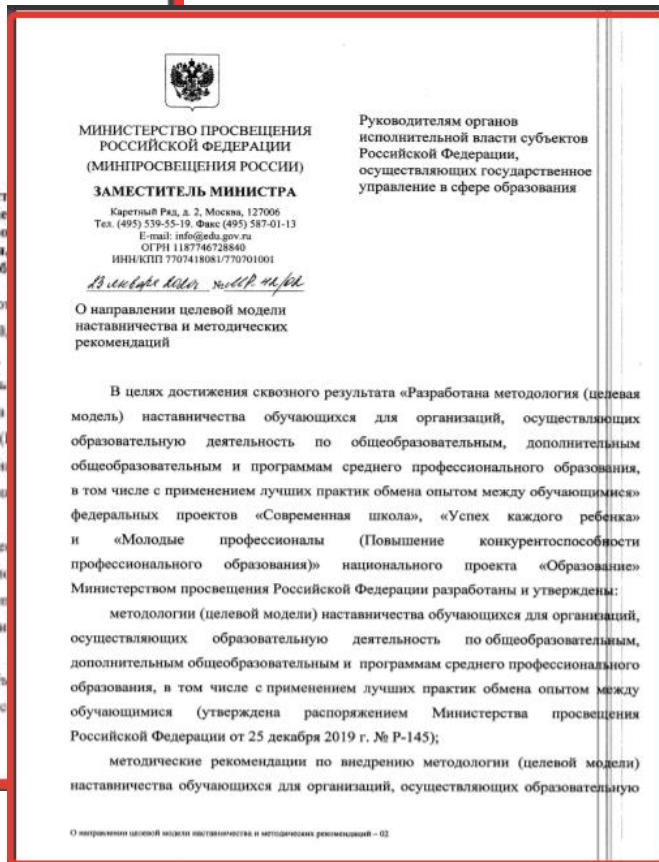 МИНИСТЕРСТВО ПРОСВЕЩЕНИЯ
РОССИЙСКОЙ ФЕДЕРАЦИИ
(МИНПРОСВЕЩЕНИЯ РОССИИ)
ЗАМЕСТИТЕЛЬ МИНИСТРА
Каретный Ряд, д. 2, Москва, 127006
Тел. (495) 539-55-19. Факс (495) 587-01-13
E-mail: info@edu.gov.ru
ОГРН 1187746728840
ИНН/КПП 7707418081/770701001
23 января 2020г № МР-42/02
О направлении целевой модели
наставничества и методических
рекомендаций
Руководителям органов
исполнительной власти субъектов
Российской Федерации,
осуществляющих государственное
управление в сфере образования
В целях достижения сквозного результата «Разработана методология (целевая
модель) наставничества обучающихся для организаций, осуществляющих
образовательную деятельность по общеобразовательным, дополнительным
общеобразовательным и программам среднего профессионального образования,
в том числе с применением лучших практик обмена опытом между обучающимися»
федеральных проектов «Современная школа», «Успех каждого ребенка»
и «Молодые профессионалы (Повышение конкурентоспособности
профессионального образования)» национального проекта «Образование»
Министерством просвещения Российской Федерации разработаны и утверждены:
методологии (целевой модели) наставничества обучающихся для организаций,
осуществляющих образовательную деятельность по общеобразовательным,
дополнительным общеобразовательным и программам среднего профессионального
образования, в том числе с применением лучших практик обмена опытом между
обучающимися (утверждена распоряжением Министерства просвещения
Российской Федерации от 25 декабря 2019 г. № Р-145);
методические рекомендации по внедрению методологии (целевой модели)
наставничества обучающихся для организаций, осуществляющих образовательную
О направлении целевой модели наставничества и методических рекомендаций – 02